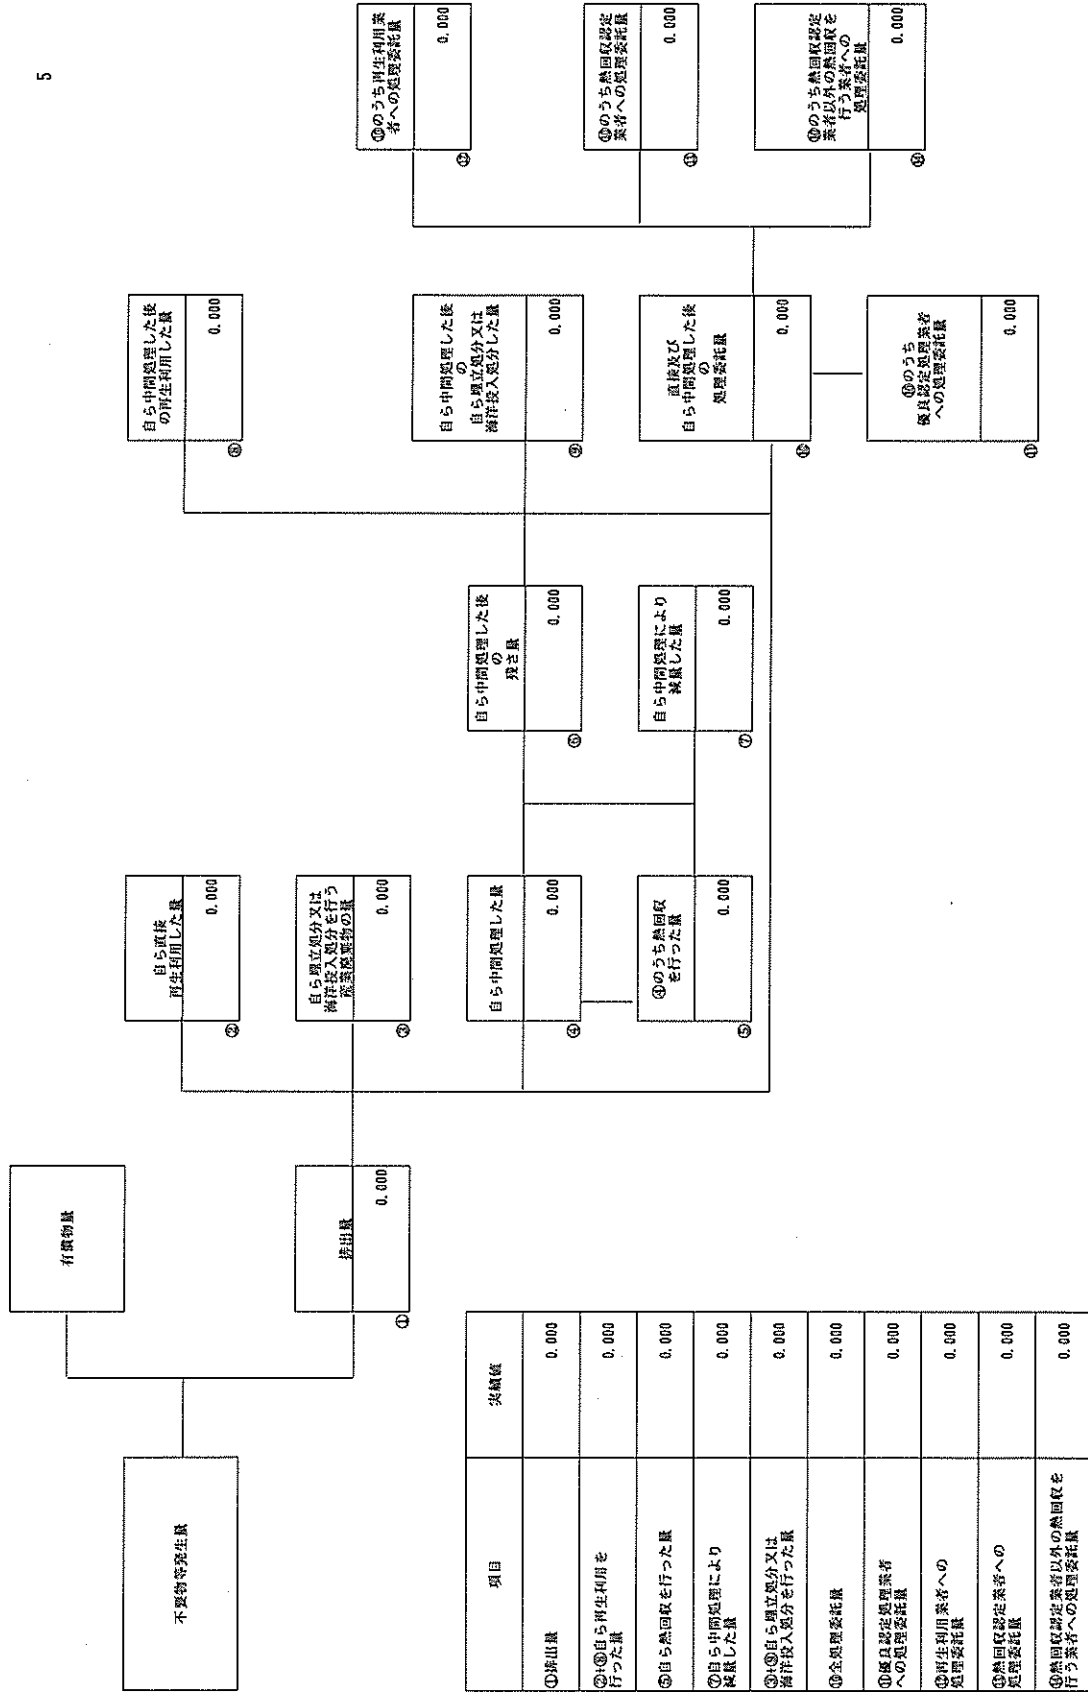 5
不要物等発生量
有償物量
排出量
0.000
①
自ら直接
再生利用した量
0.000
②
自ら埋立処分又は
海洋投入処分を行う
産業廃棄物の量
0.000
③
自ら中間処理した量
0.000
④
④のうち熱回収
を行った量
0.000
⑤
自ら中間処理した後
の
残さ量
0.000
⑥
自ら中間処理により
減量した量
0.000
⑦
自ら中間処理した後
の再生利用した量
0.000
⑧
自ら中間処理した後
の
自ら埋立処分又は
海洋投入処分した量
0.000
⑨
直接及び
自ら中間処理した後
の
処理委託量
0.000
⑩
⑩のうち
優良認定処理業者
への処理委託量
0.000
⑪
⑩のうち再生利用業
者への処理委託量
0.000
⑫
⑩のうち熱回収認定
業者への処理委託量
0.000
⑬
⑩のうち熱回収認定
業者以外の熱回収を
行う業者への
処理委託量
0.000
⑭
項目
実績値
①排出量
0.000
②+⑧自ら再生利用を
行った量
0.000
⑤自ら熱回収を行った量
0.000
⑦自ら中間処理により
減量した量
0.000
③+⑨自ら埋立処分又は
海洋投入処分を行った量
0.000
⑩全処理委託量
0.000
⑪優良認定処理業者
への処理委託量
0.000
⑫再生利用業者への
処理委託量
0.000
⑬熱回収認定業者への
処理委託量
0.000
⑭熱回収認定業者以外の熱回収を
行う業者への処理委託量
0.000